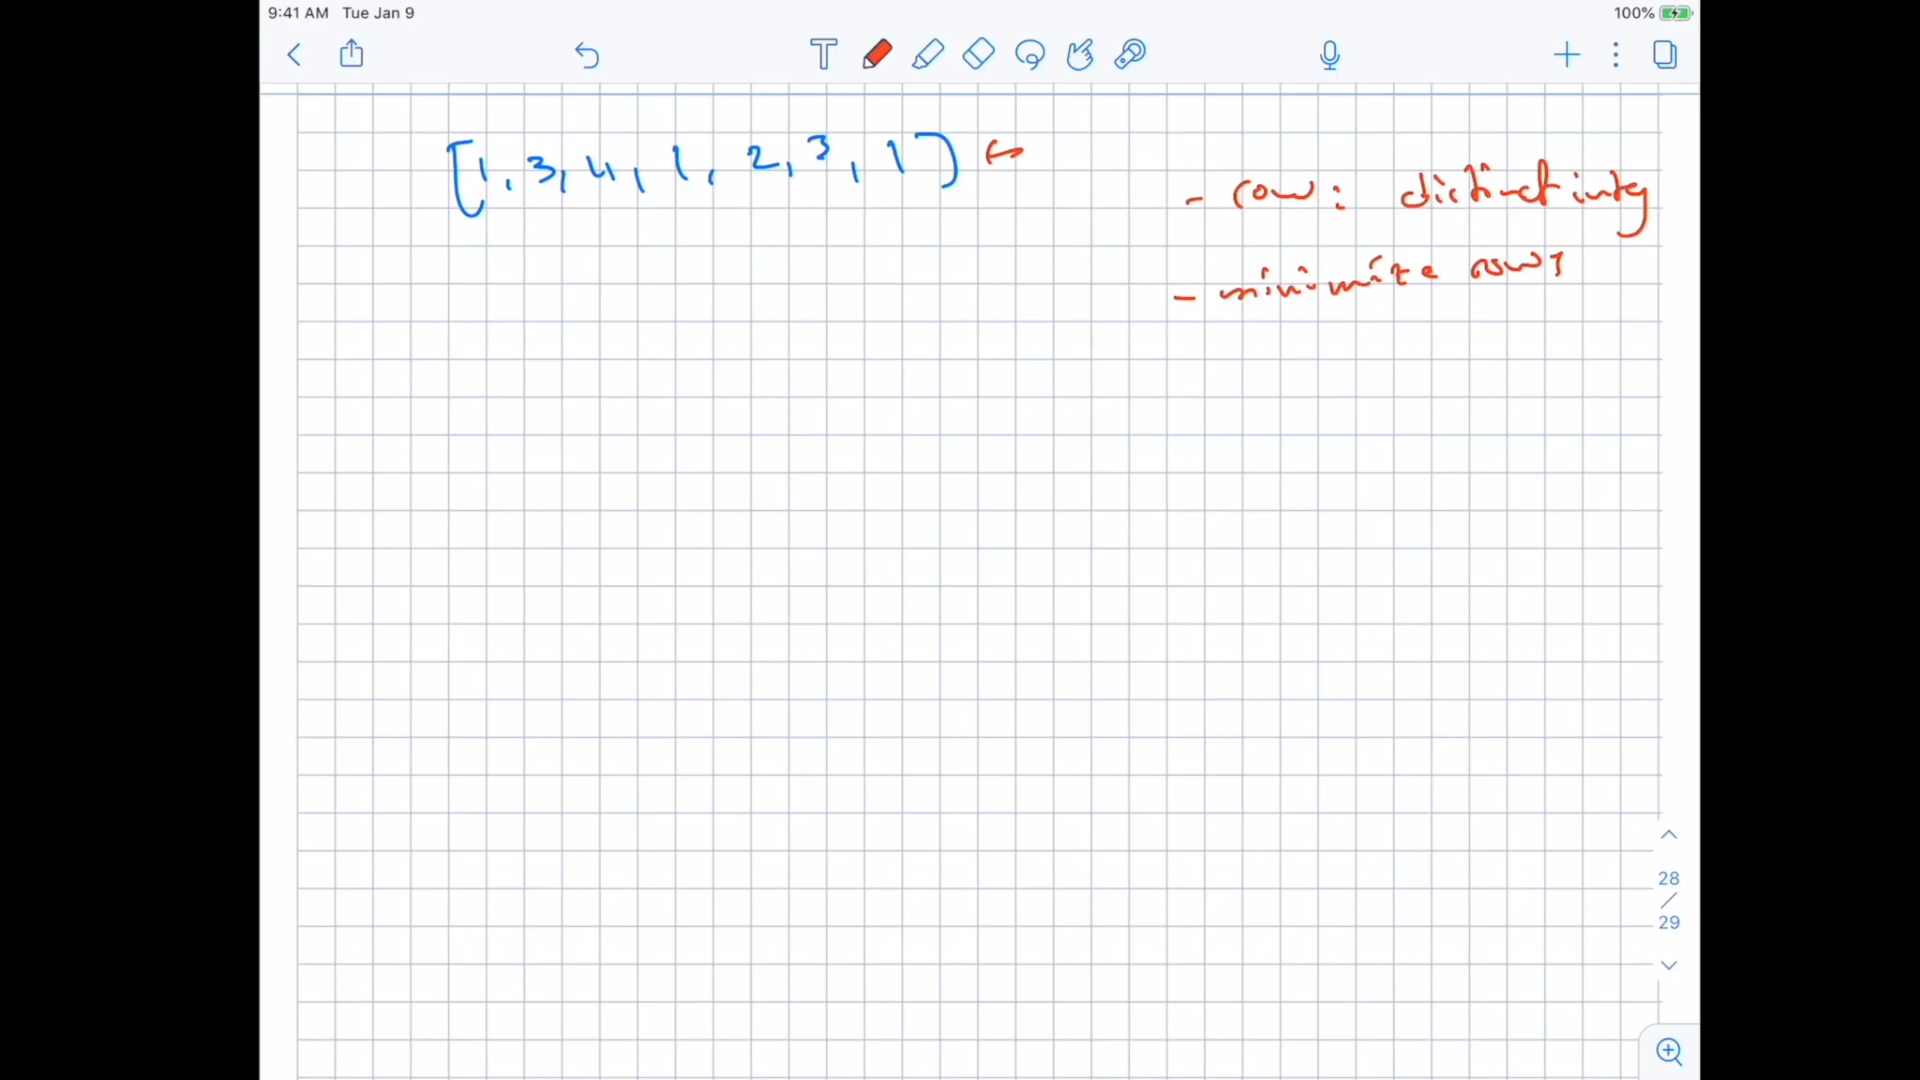 9:41 AM Tue Jan 9
100%
[1, 3, 4, 1, 2, 3, 1]
- row: distinct integ
- minimize rows
28
/
29